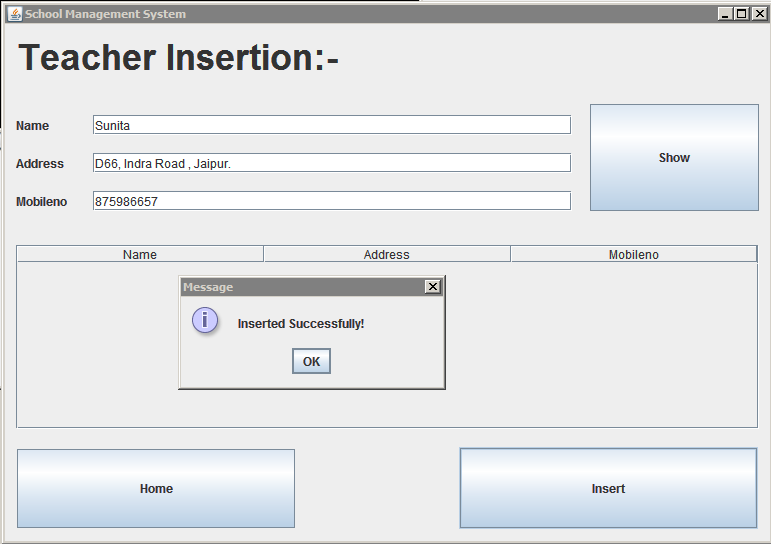 School Management System
Teacher Insertion:-
Name Sunita
Address D66, Indra Road , Jaipur.
Mobileno 875986657
Show
Name Address Mobileno
Message
i
Inserted Successfully!
OK
Home Insert